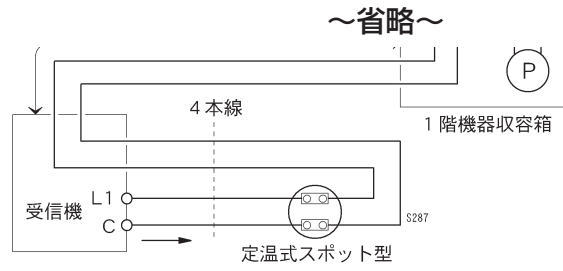 ～省略～
P
4本線
1階機器収容箱
L1
受信機
C
S287
定温式スポット型